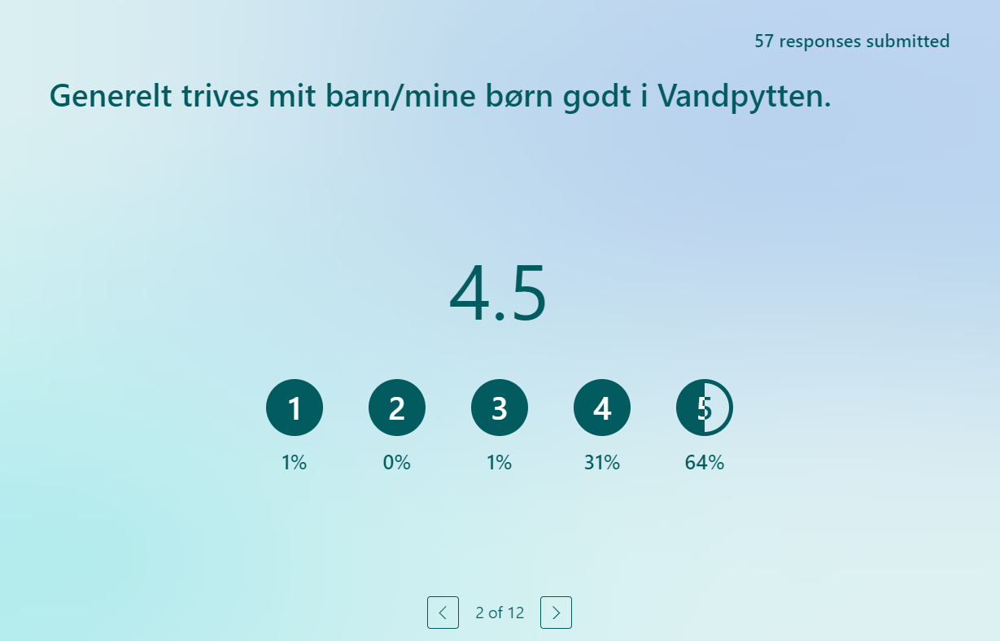 57 responses submitted
Generelt trives mit barn/mine børn godt i Vandpytten.
4.5
1 2 3 4 5
1% 0% 1% 31% 64%
2 of 12